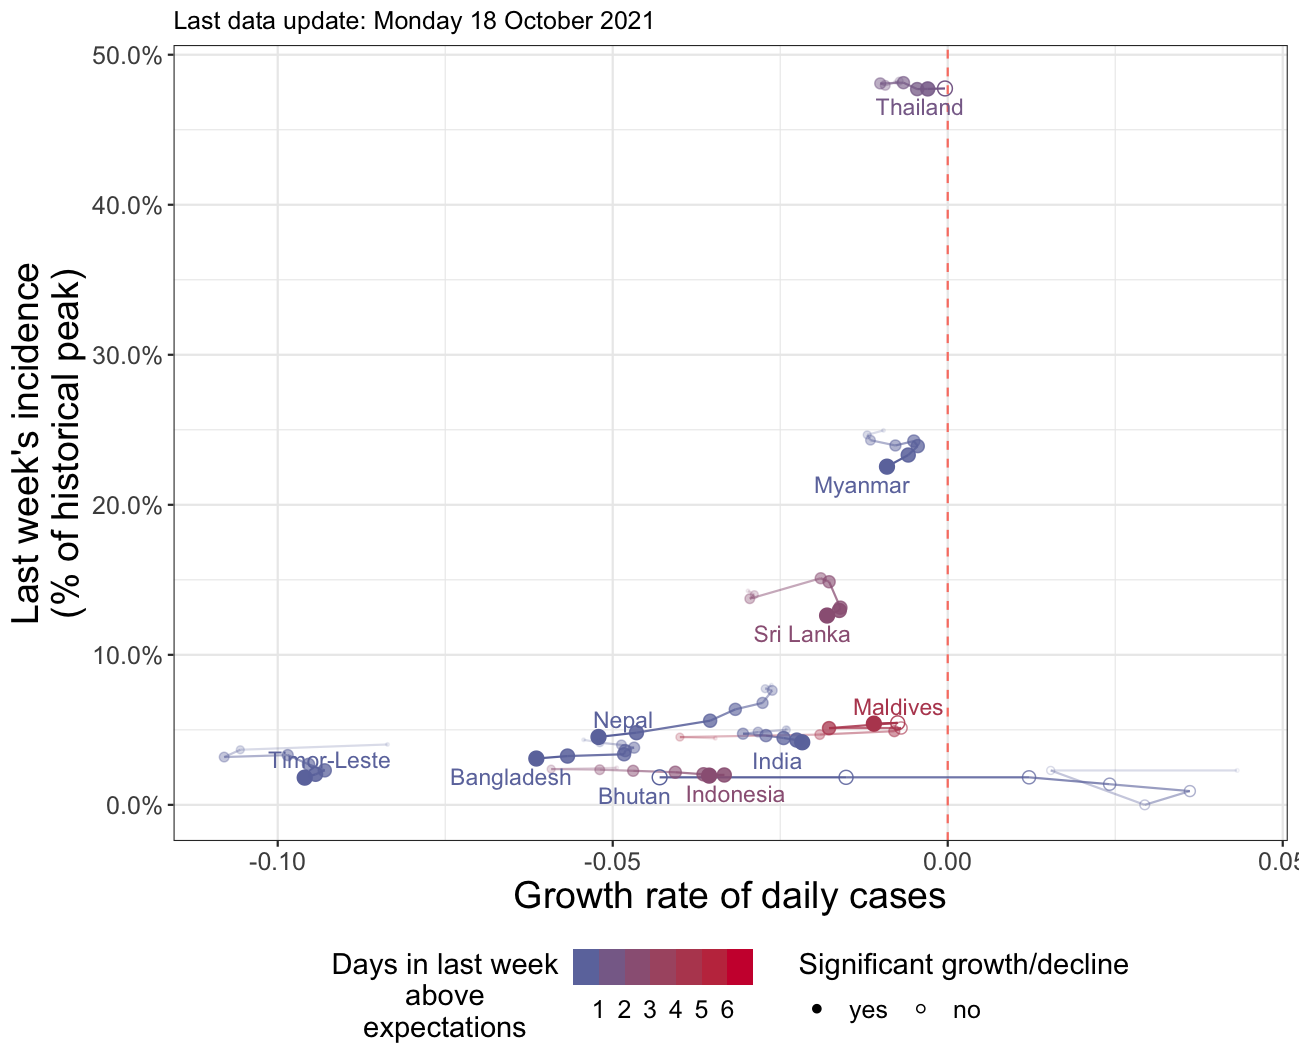 Last data update: Monday 18 October 2021
Last week's incidence
(% of historical peak)
50.0%
40.0%
30.0%
20.0%
10.0%
0.0%
Thailand
Myanmar
Sri Lanka
Maldives
Nepal
Timor-Leste
India
Bangladesh
Bhutan
Indonesia
-0.10
-0.05
0.00
0.05
Growth rate of daily cases
Days in last week
above
expectations
1 2 3 4 5 6
Significant growth/decline
yes
no